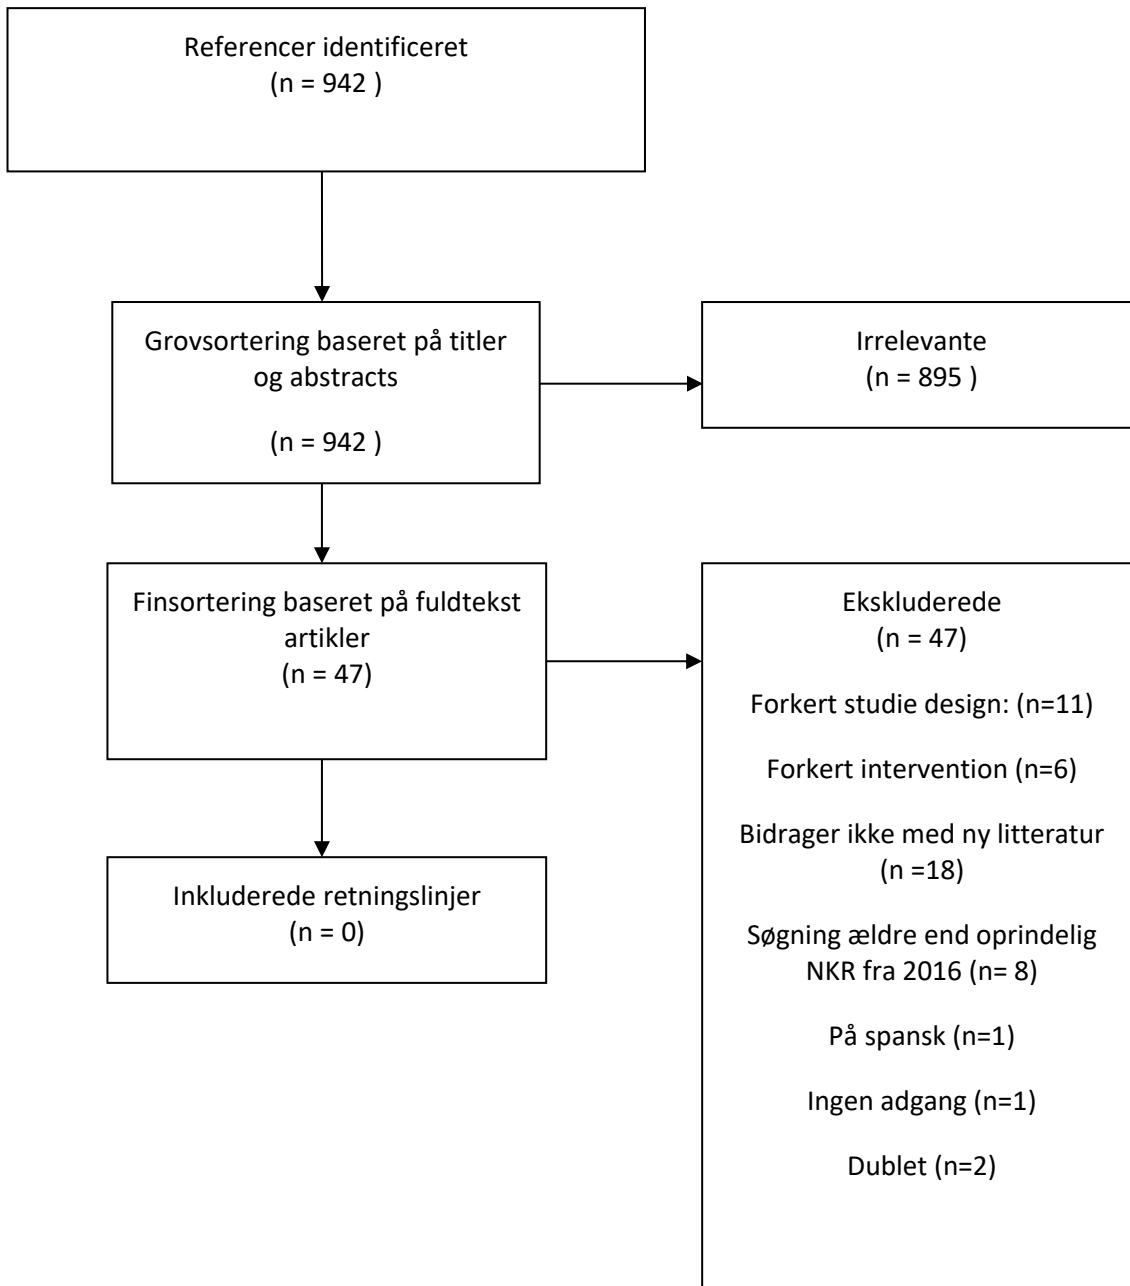 Referencer identificeret
(n = 942 )
Grovsortering baseret på titler
og abstracts
(n = 942 )
Irrelevante
(n = 895 )
Finsortering baseret på fuldtekst
artikler
(n = 47)
Ekskluderede
(n = 47)
Forkert studie design: (n=11)
Forkert intervention (n=6)
Bidrager ikke med ny litteratur
(n =18)
Søgning ældre end oprindelig
NKR fra 2016 (n= 8)
På spansk (n=1)
Ingen adgang (n=1)
Dublet (n=2)
Inkluderede retningslinjer
(n = 0)